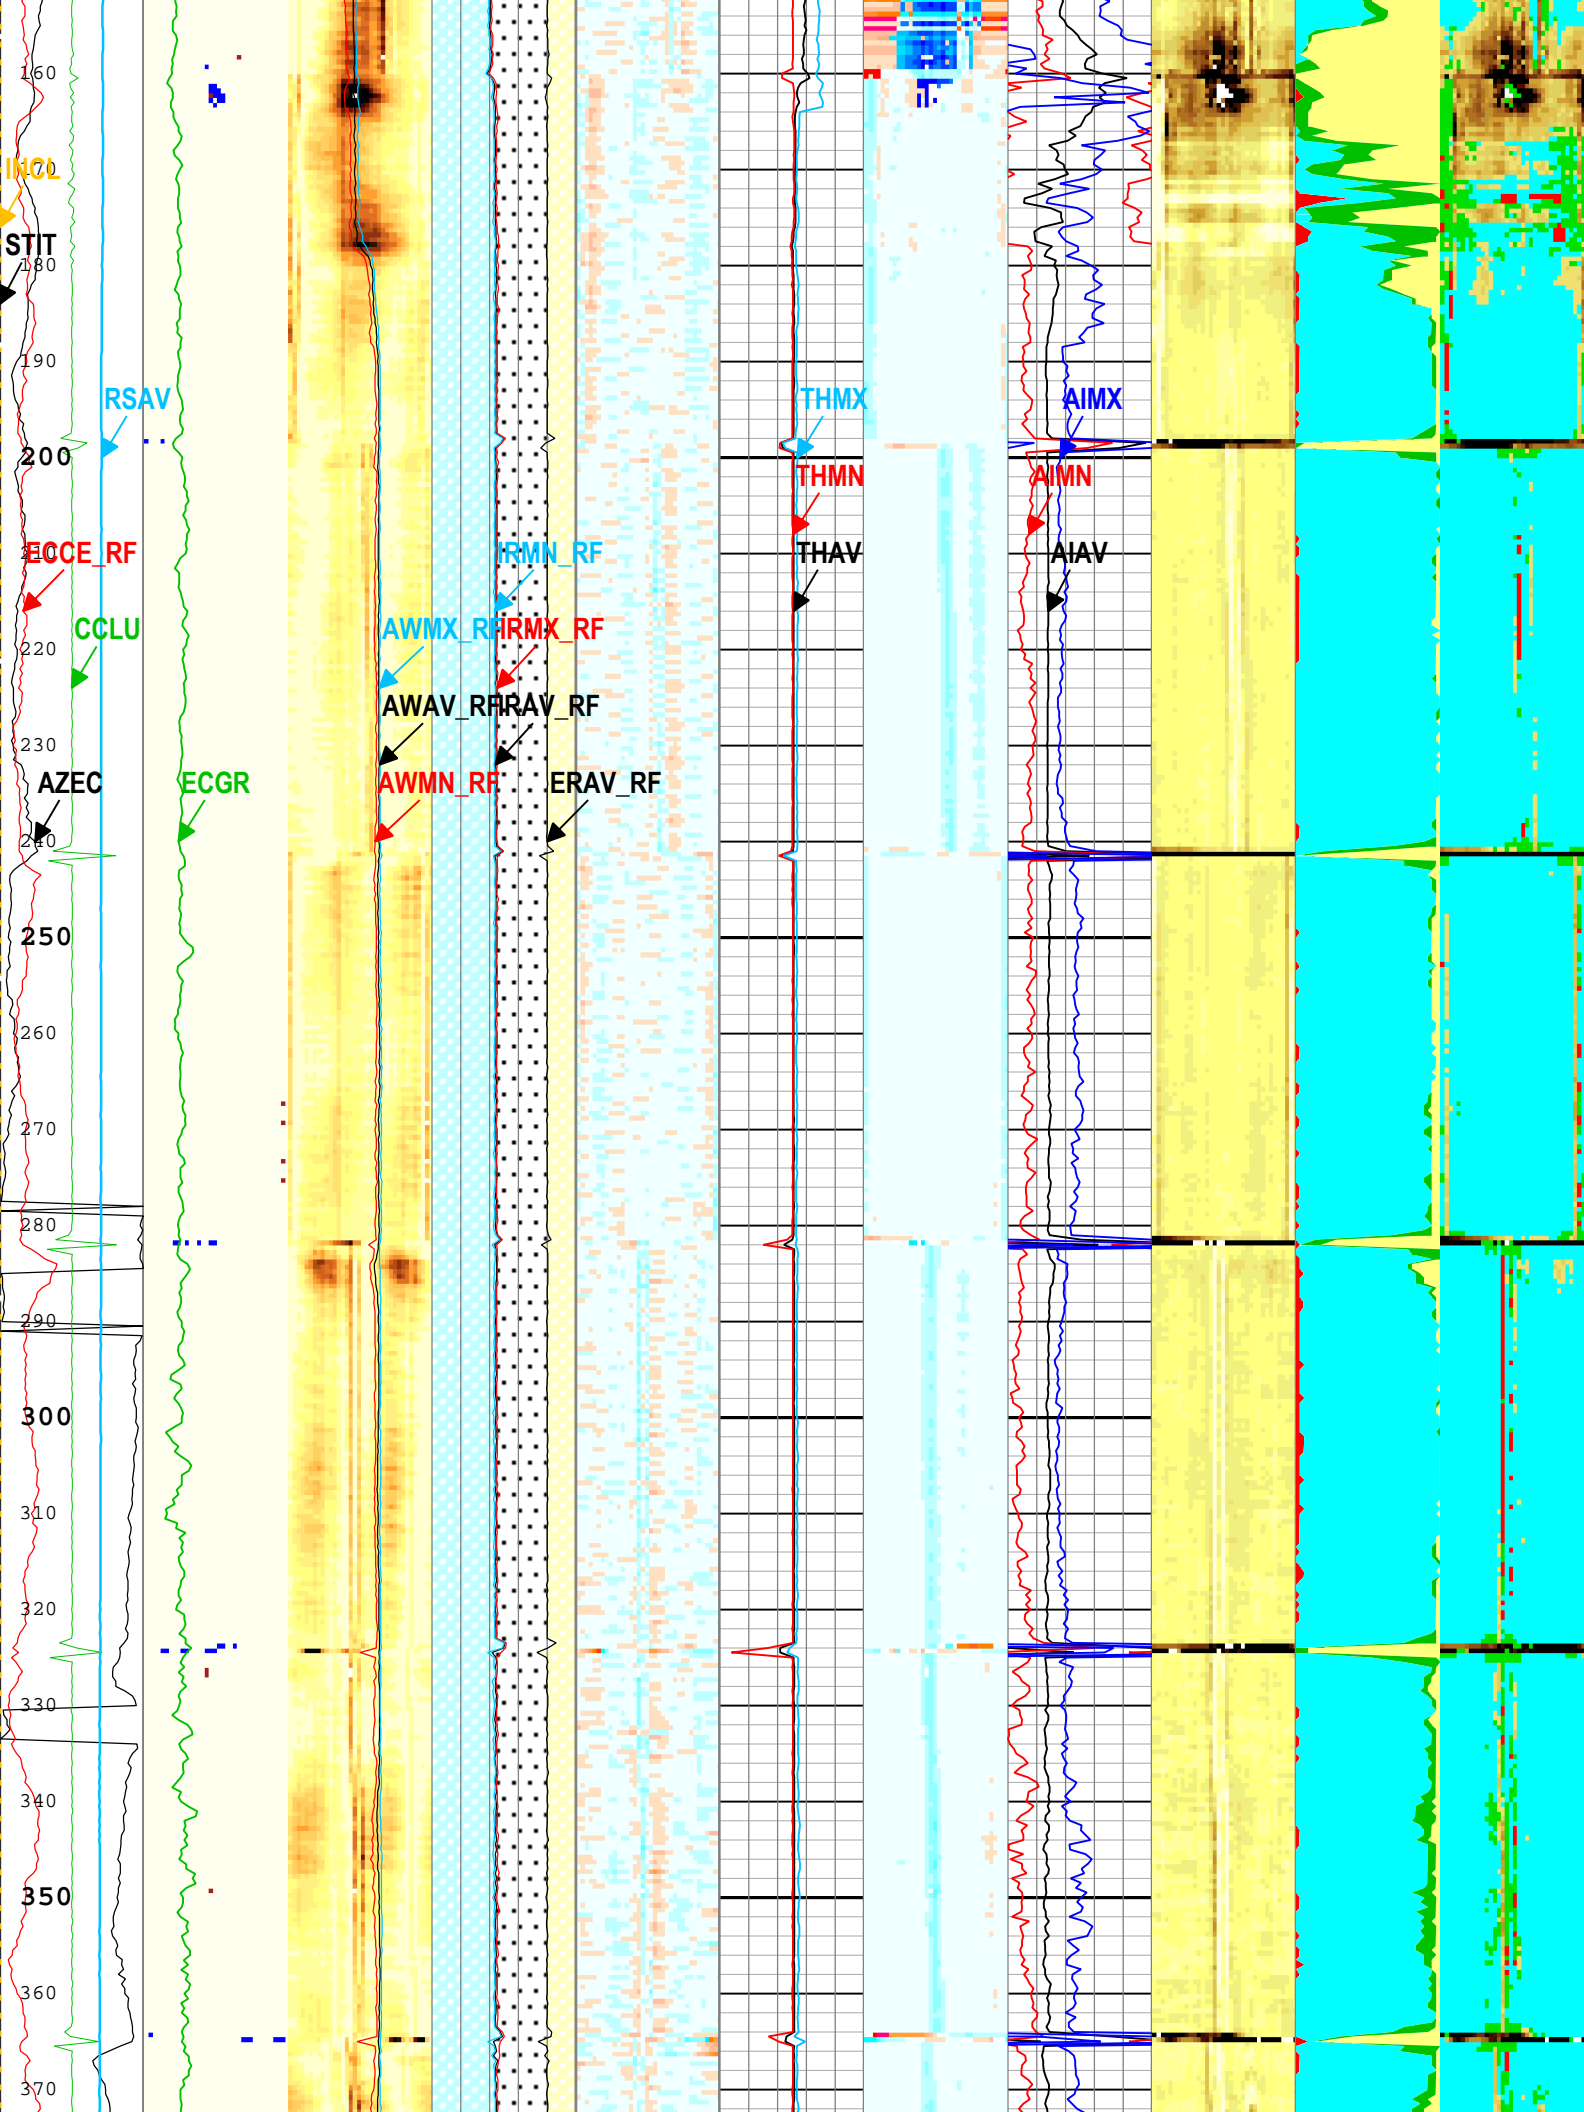 160
INCL 170
STIT
180
190
RSAV THMX AIMX
200
THMN AIMN
ECCE_RF 210 IRMN_RF THAV AIAV
CCLU AWMX_RF IRMX_RF
220
AWAV_RF IRAV_RF
230
AZEC ECGR AWMN_RF ERAV_RF
240
250
260
270
280
290
300
310
320
330
340
350
360
370